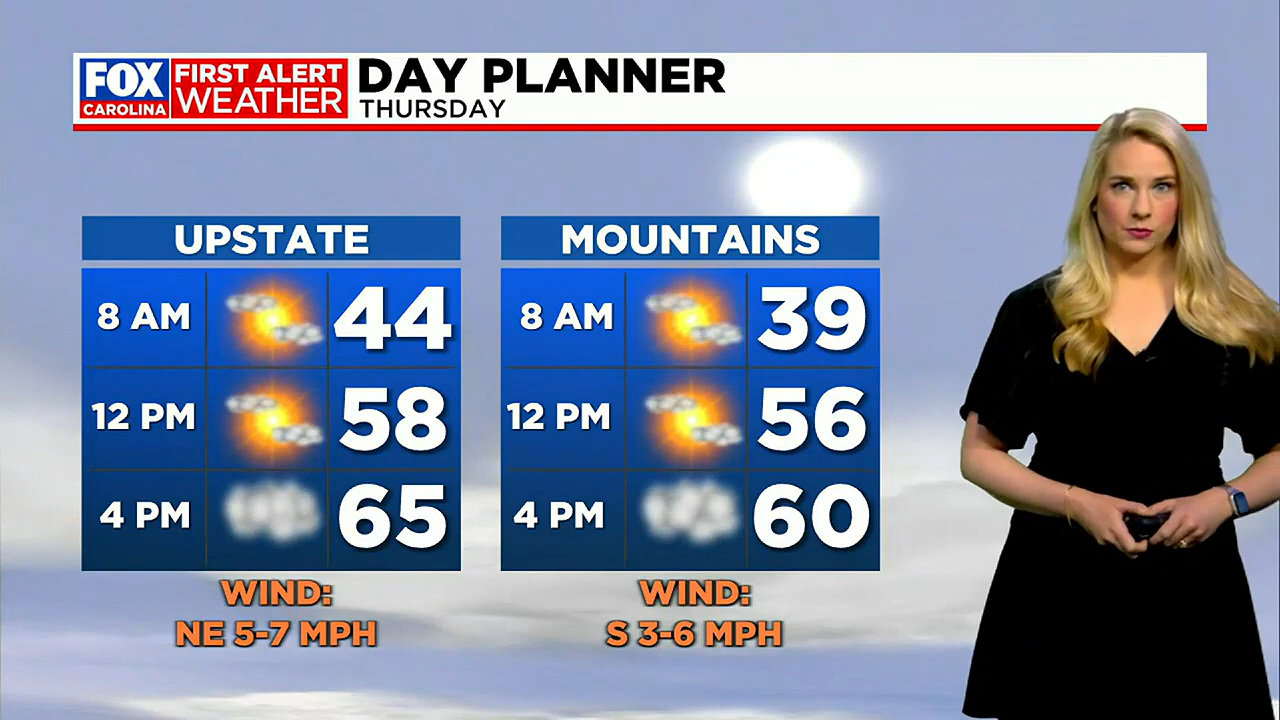 FOX CAROLINA
FIRST ALERT WEATHER
DAY PLANNER
THURSDAY
UPSTATE
8 AM 44
12 PM 58
4 PM 65
WIND:
NE 5-7 MPH
MOUNTAINS
8 AM 39
12 PM 56
4 PM 60
WIND:
S 3-6 MPH